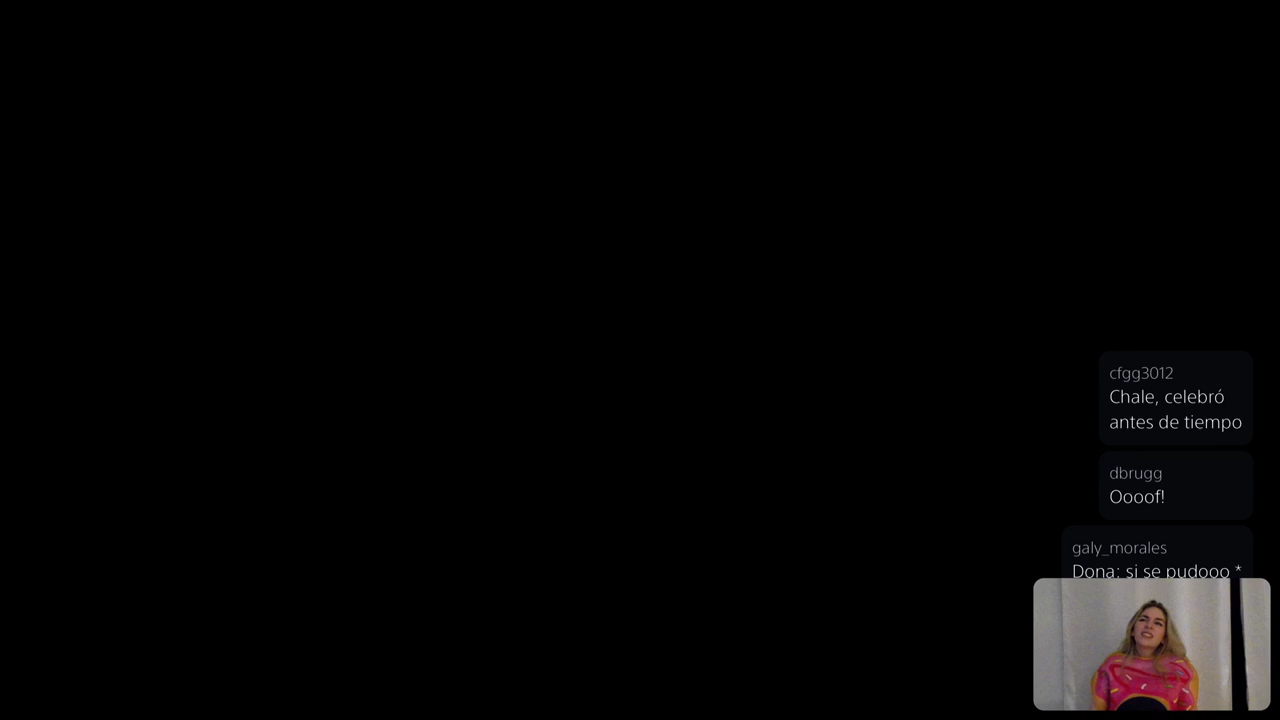 cfgg3012
Chale, celebró
antes de tiempo
dbrugg
Oooof!
galy_morales
Dona: si se pudooo *